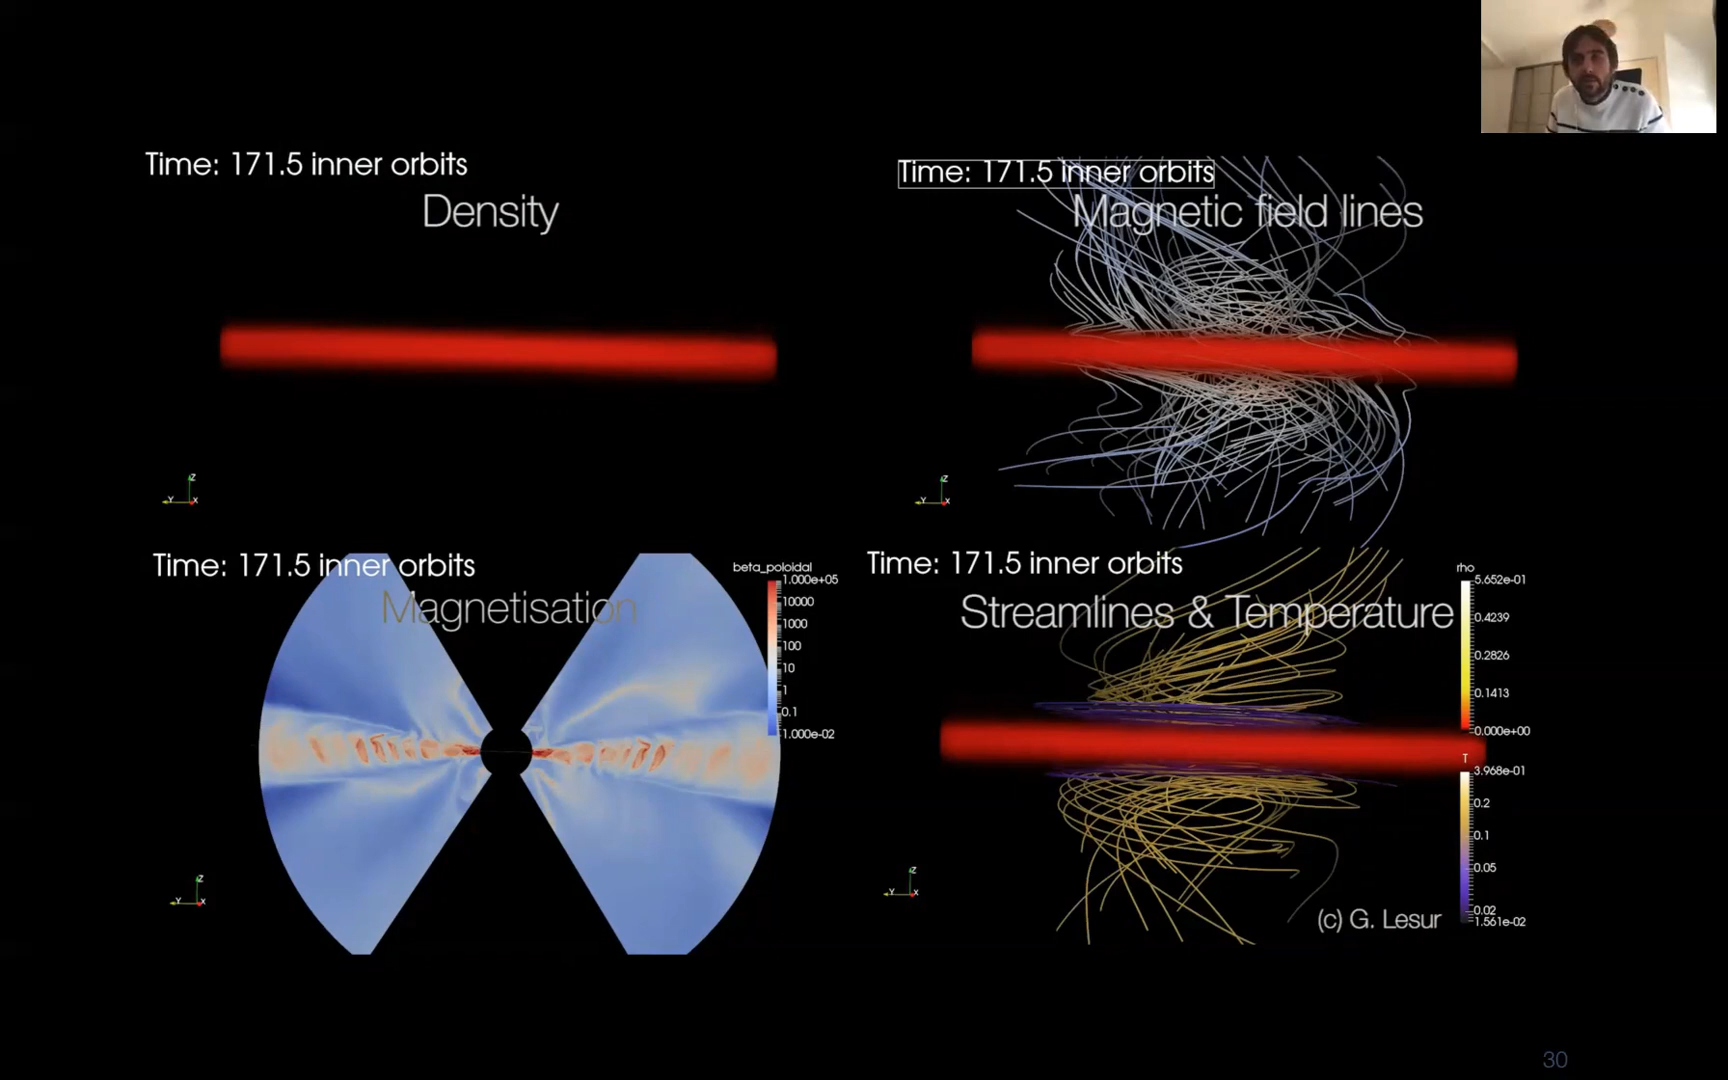 Time: 171.5 inner orbits
Density
Z
Y
X
Time: 171.5 inner orbits
Magnetic field lines
Z
Y
X
Time: 171.5 inner orbits
Magnetisation
beta_poloidal
1.000e+05
10000
1000
100
10
1
0.1
1.000e-02
Z
Y
X
Time: 171.5 inner orbits
Streamlines & Temperature
rho
5.652e-01
0.4239
0.2826
0.1413
0.000e+00
T
3.968e-01
0.2
0.1
0.05
0.02
1.561e-02
Z
Y
X
(c) G. Lesur
30